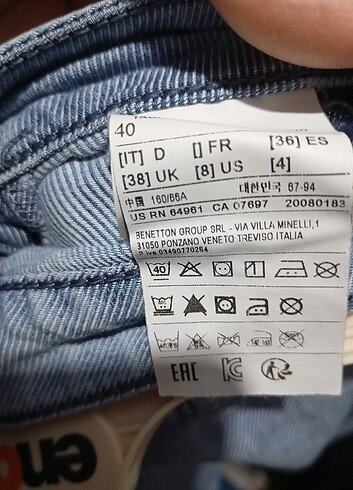 40
[IT] D [] FR [36] ES
[38] UK [8] US [4]
中国 160/66A 대한민국 67-94
US RN 64961 CA 07697 20080183
BENETTON GROUP SRL - VIA VILLA MINELLI,1
31050 PONZANO VENETO TREVISO ITALIA
P. Iva 03490770264
40
EAC